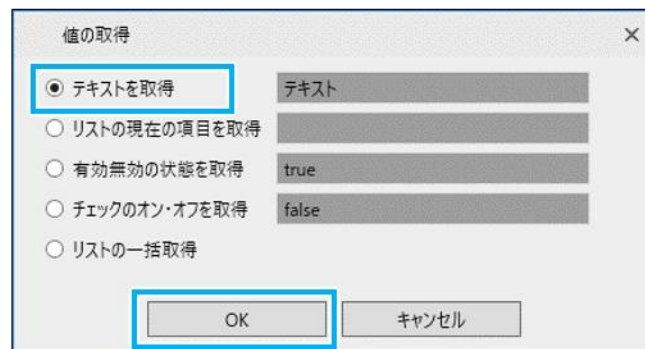 値の取得
テキストを取得 テキスト
リストの現在の項目を取得
有効無効の状態を取得 true
チェックのオン・オフを取得 false
リストの一括取得
OK キャンセル